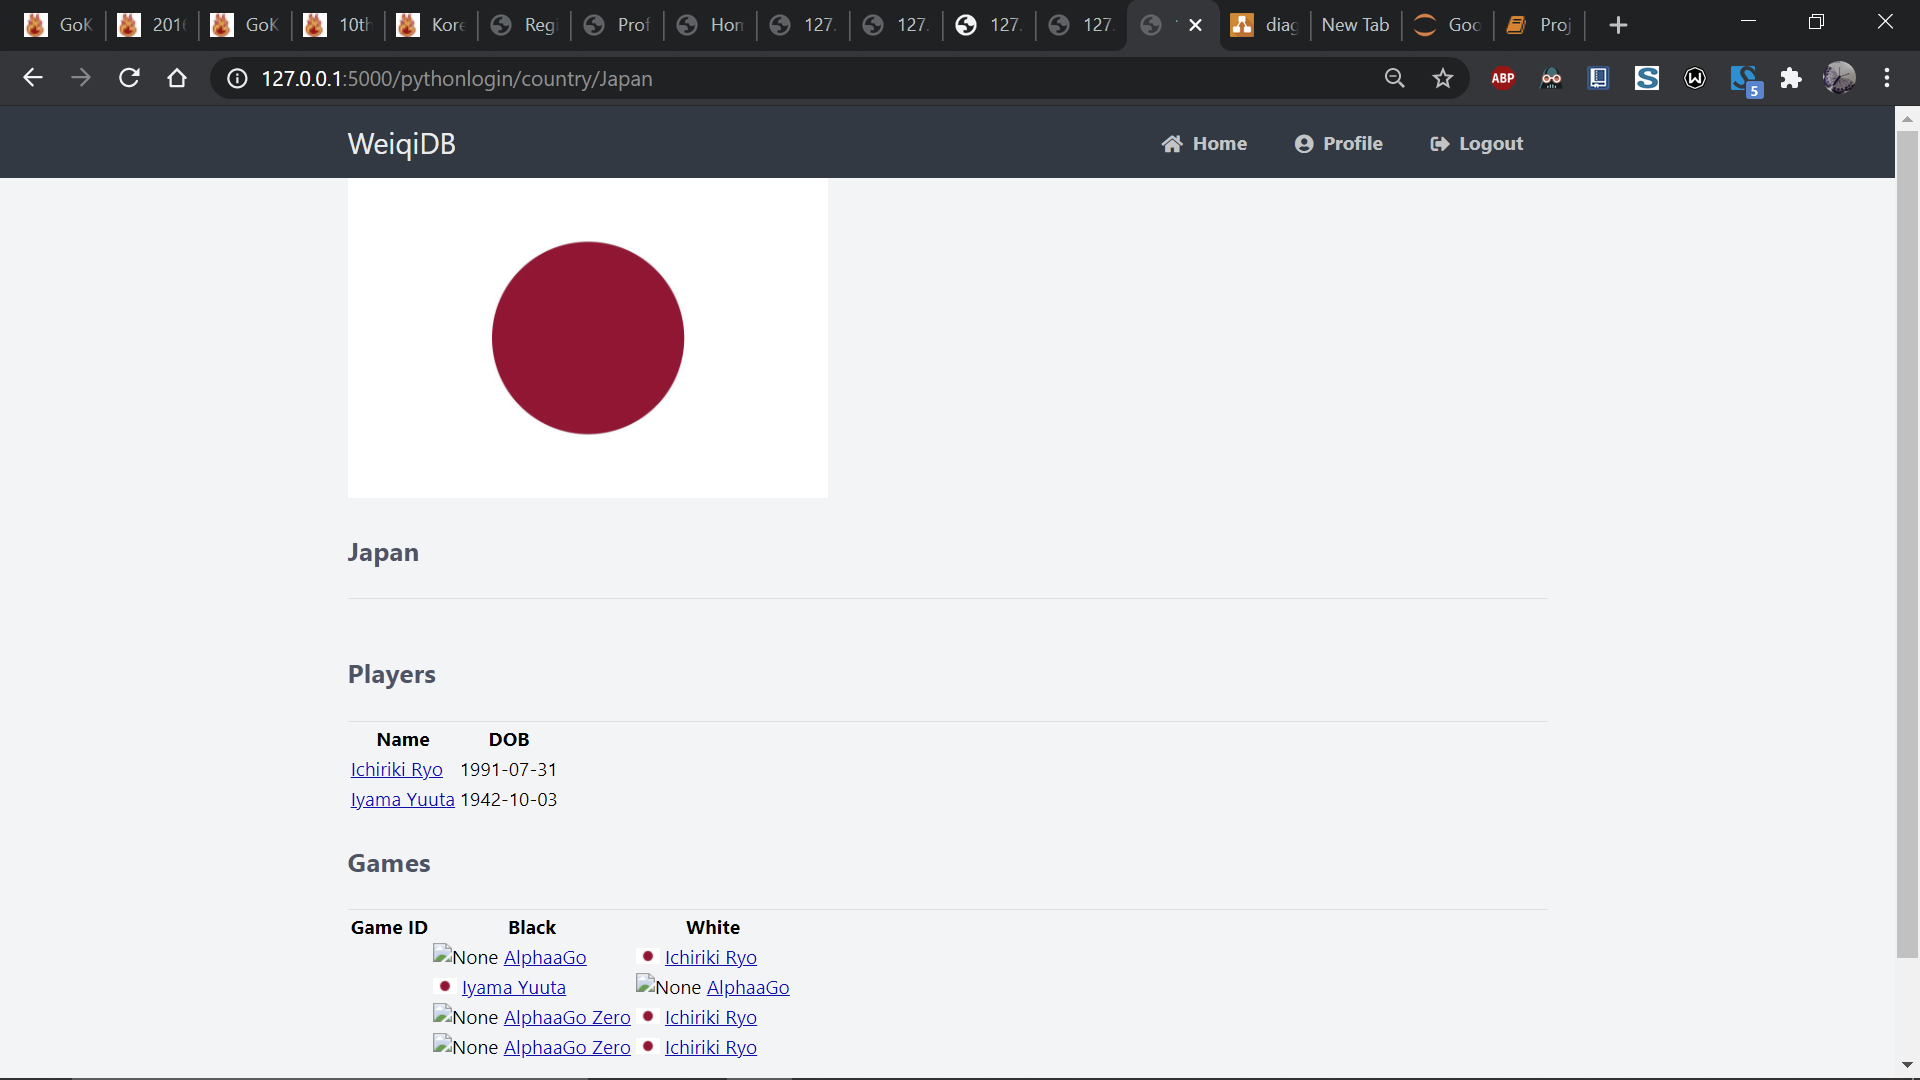 GoK 2016 GoK 10th Kore Regi Prof Hon 127. 127. 127. 127. diag New Tab Goo Proj
127.0.0.1:5000/pythonlogin/country/Japan ABP S W 5
WeiqiDB Home Profile Logout
Japan
Players
Name DOB
Ichiriki Ryo 1991-07-31
Iyama Yuuta 1942-10-03
Games
Game ID Black White
None AlphaaGo Ichiriki Ryo
Iyama Yuuta None AlphaaGo
None AlphaaGo Zero Ichiriki Ryo
None AlphaaGo Zero Ichiriki Ryo